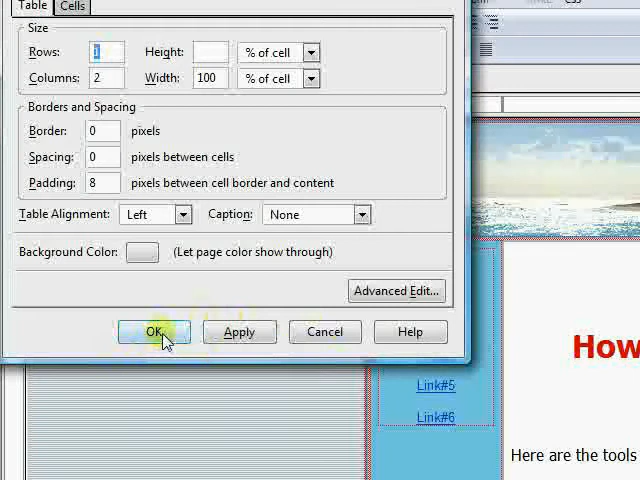 Table Cells
Size
Rows: 1 Height: % of cell
Columns: 2 Width: 100 % of cell
Borders and Spacing
Border: 0 pixels
Spacing: 0 pixels between cells
Padding: 8 pixels between cell border and content
Table Alignment: Left Caption: None
Background Color: (Let page color show through)
Advanced Edit...
OK Apply Cancel Help
How
Link#5
Link#6
Here are the tools